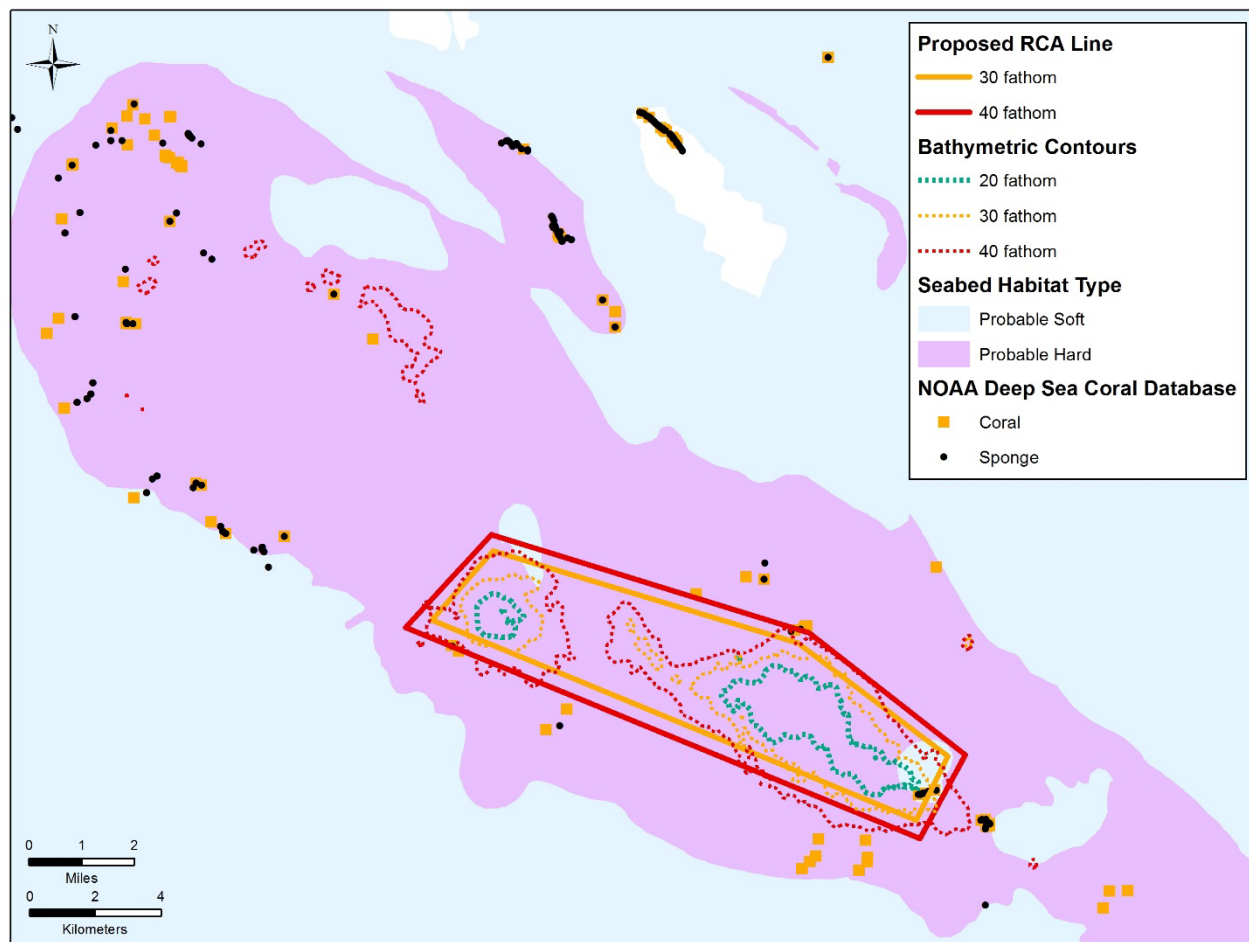 N
Proposed RCA Line
30 fathom
40 fathom
Bathymetric Contours
20 fathom
30 fathom
40 fathom
Seabed Habitat Type
Probable Soft
Probable Hard
NOAA Deep Sea Coral Database
Coral
Sponge
0 1 2
Miles
0 2 4
Kilometers